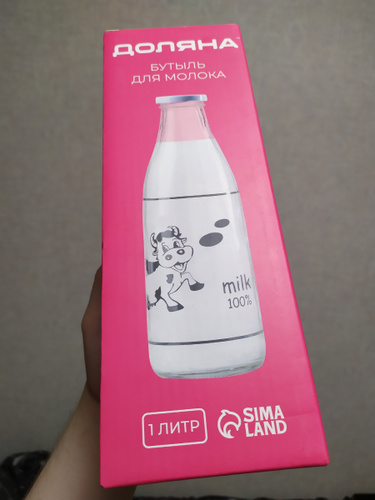 ДОЛЯНА
БУТЫЛЬ
ДЛЯ МОЛОКА
milk
100%
1 ЛИТР
SIMA
LAND